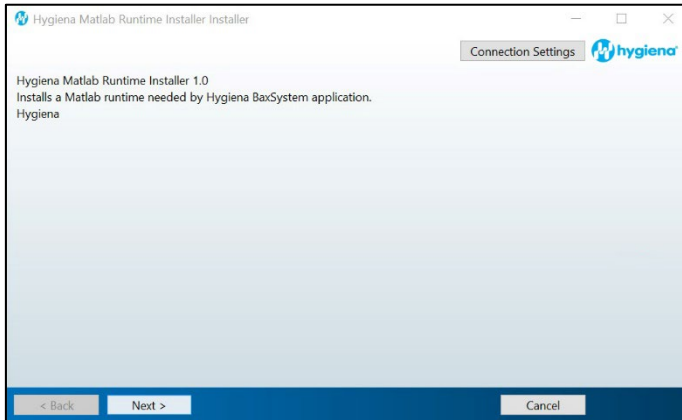 Hygiena Matlab Runtime Installer Installer
Connection Settings
hygiena
Hygiena Matlab Runtime Installer 1.0
Installs a Matlab runtime needed by Hygiena BaxSystem application.
Hygiena
< Back
Next >
Cancel